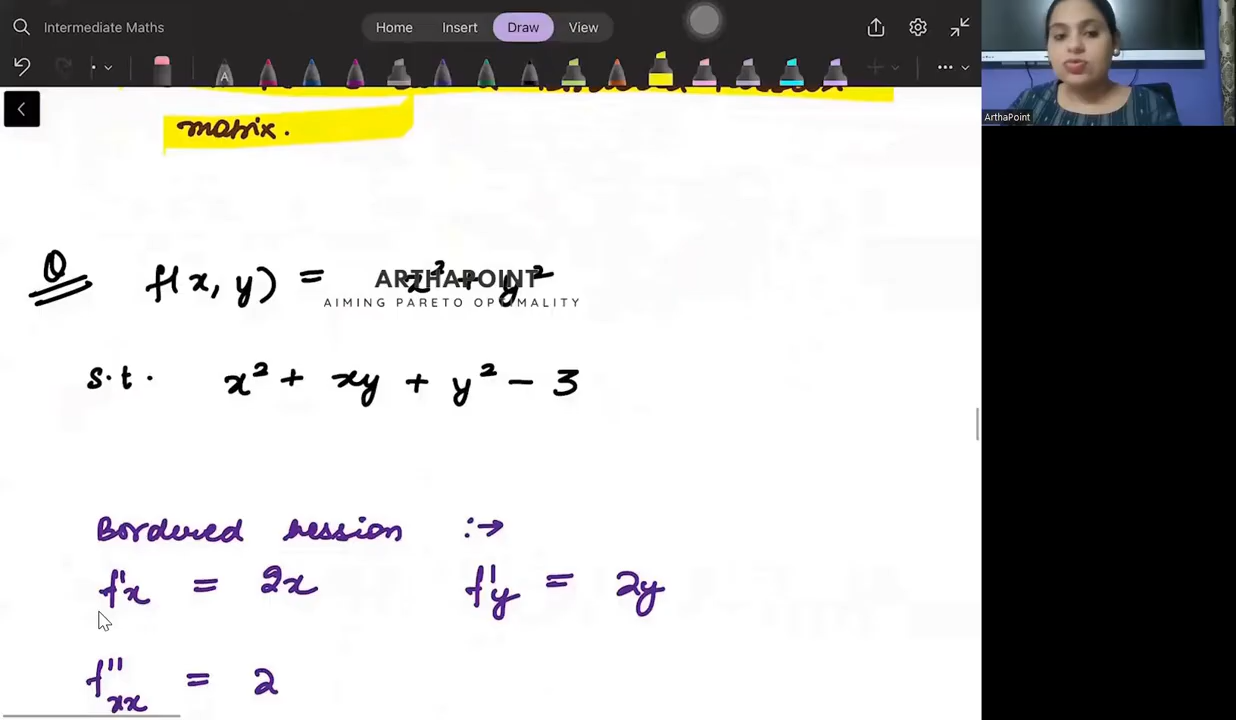 Intermediate Maths
Home Insert Draw View
matrix.
ArthaPoint
Q f(x, y) = x² + y²
ARTHAPOINT
AIMING PARETO OPTIMALITY
s.t. x² + xy + y² - 3
Bordered hessian :→
f'x = 2x f'y = 2y
f''xx = 2